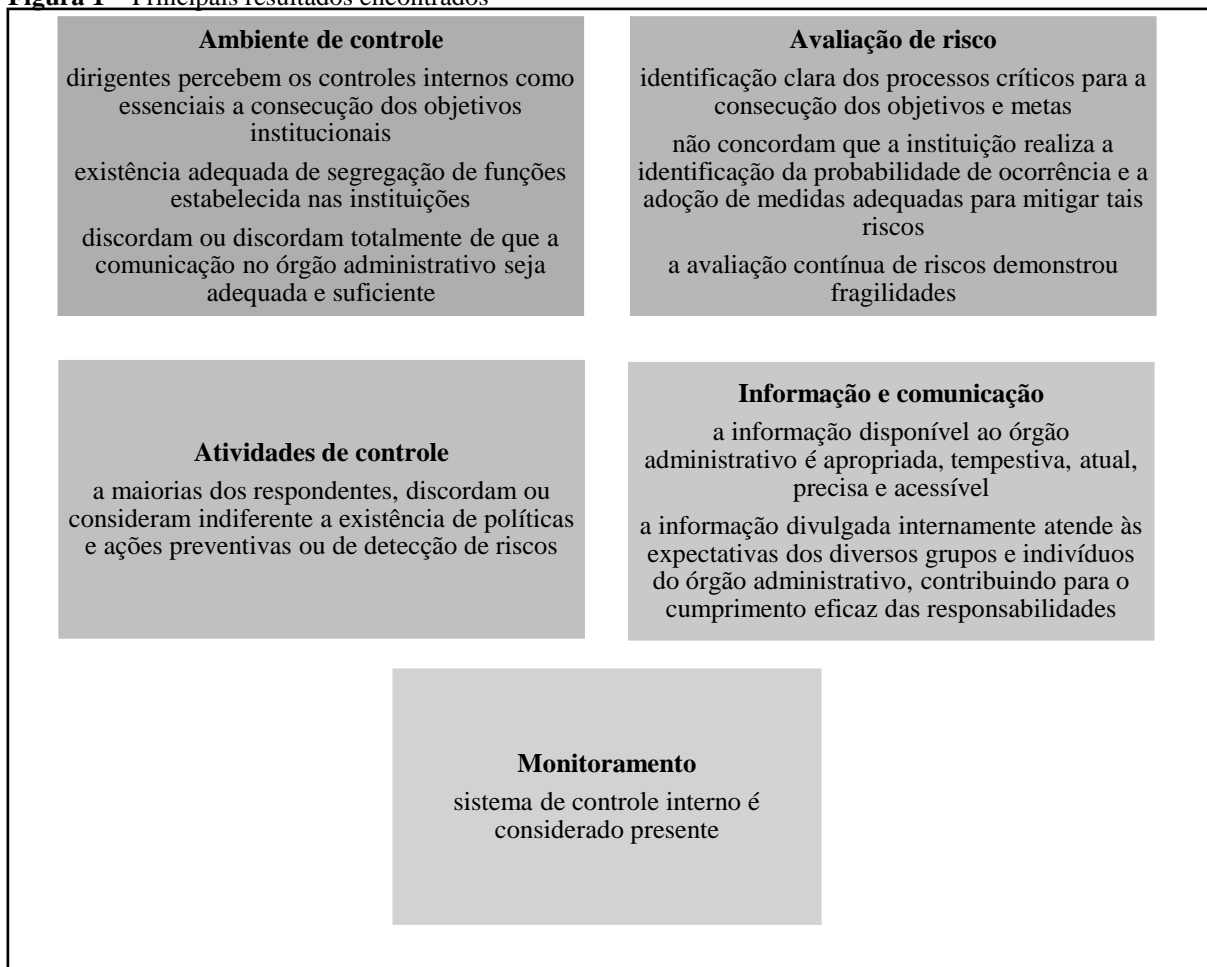 Figura 1 – Principais resultados encontrados
Ambiente de controle
dirigentes percebem os controles internos como
essenciais a consecução dos objetivos
institucionais
existência adequada de segregação de funções
estabelecida nas instituições
discordam ou discordam totalmente de que a
comunicação no órgão administrativo seja
adequada e suficiente
Avaliação de risco
identificação clara dos processos críticos para a
consecução dos objetivos e metas
não concordam que a instituição realiza a
identificação da probabilidade de ocorrência e a
adoção de medidas adequadas para mitigar tais
riscos
a avaliação contínua de riscos demonstrou
fragilidades
Atividades de controle
a maiorias dos respondentes, discordam ou
consideram indiferente a existência de políticas
e ações preventivas ou de detecção de riscos
Informação e comunicação
a informação disponível ao órgão
administrativo é apropriada, tempestiva, atual,
precisa e acessível
a informação divulgada internamente atende às
expectativas dos diversos grupos e indivíduos
do órgão administrativo, contribuindo para o
cumprimento eficaz das responsabilidades
Monitoramento
sistema de controle interno é
considerado presente